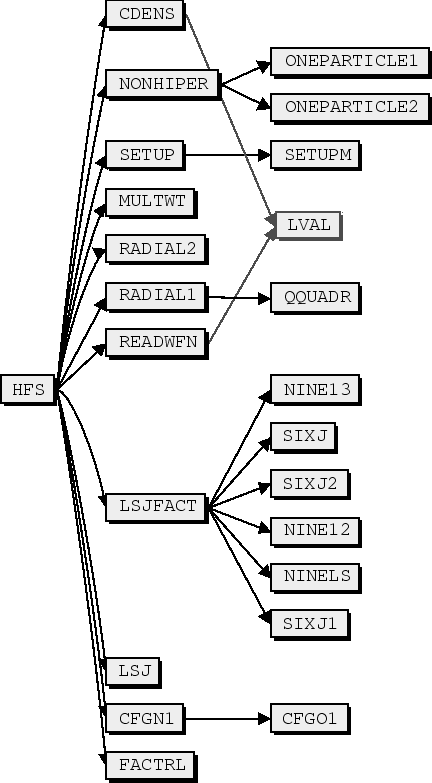 CDENS
NONHIPER
ONEPARTICLE1
ONEPARTICLE2
SETUP
SETUPM
MULTWT
LVAL
RADIAL2
RADIAL1
QQUADR
READWFN
HFS
NINE13
SIXJ
SIXJ2
LSJFACT
NINE12
NINELS
SIXJ1
LSJ
CFGN1
CFGO1
FACTRL